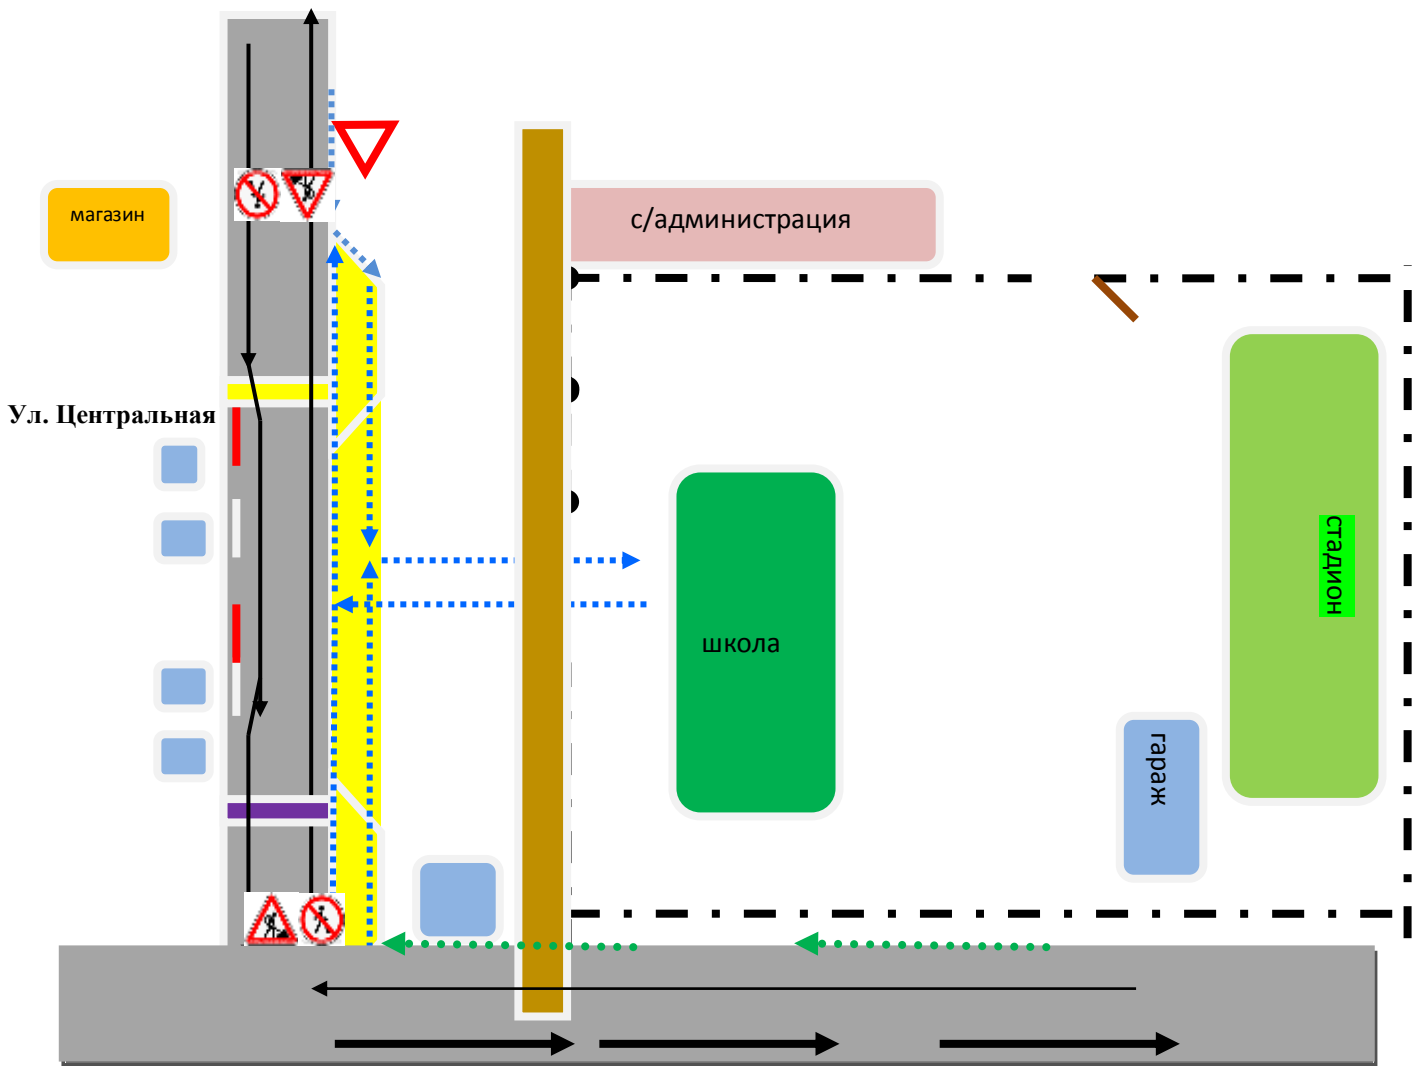 магазин
с/администрация
Ул. Центральная
стадион
школа
гараж